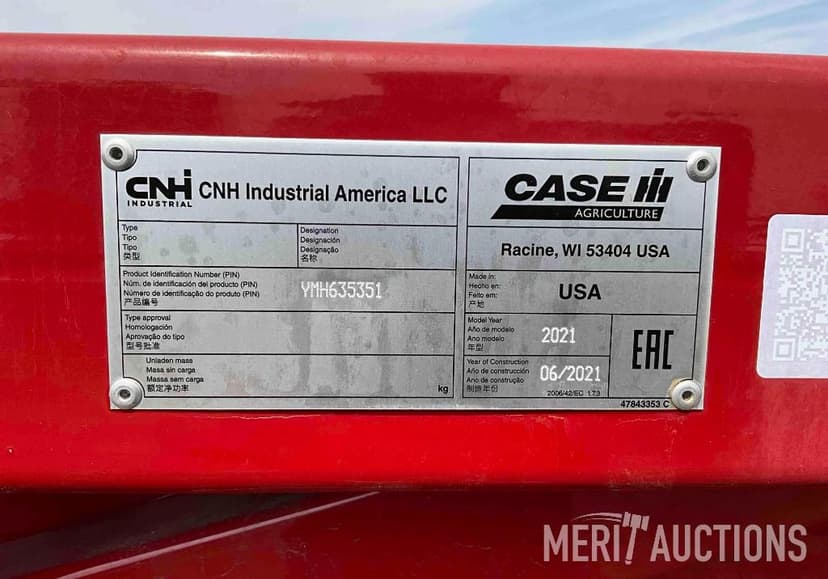 CNH INDUSTRIAL
CNH Industrial America LLC
Type
Tipo
Tipo
类型
Designation
Designación
Designação
名称
Product Identification Number (PIN)
Núm. de identificación del producto (PIN)
Número de identificação do produto (PIN)
产品编号
YMH635351
Type approval
Homologación
Aprovação do tipo
型号批准
Unladen mass
Masa sin carga
Massa sem carga
额定净功率
kg
CASE IH
AGRICULTURE
Racine, WI 53404 USA
Made in:
Hecho en:
Feito em:
产地
USA
Model Year
Año de modelo
Ano modelo
年型
2021
Year of Construction
Año de construcción
Ano de construção
制造年份
06/2021
2006/42/EC 1.7.3
EAC
47843353 C
MERIT AUCTIONS